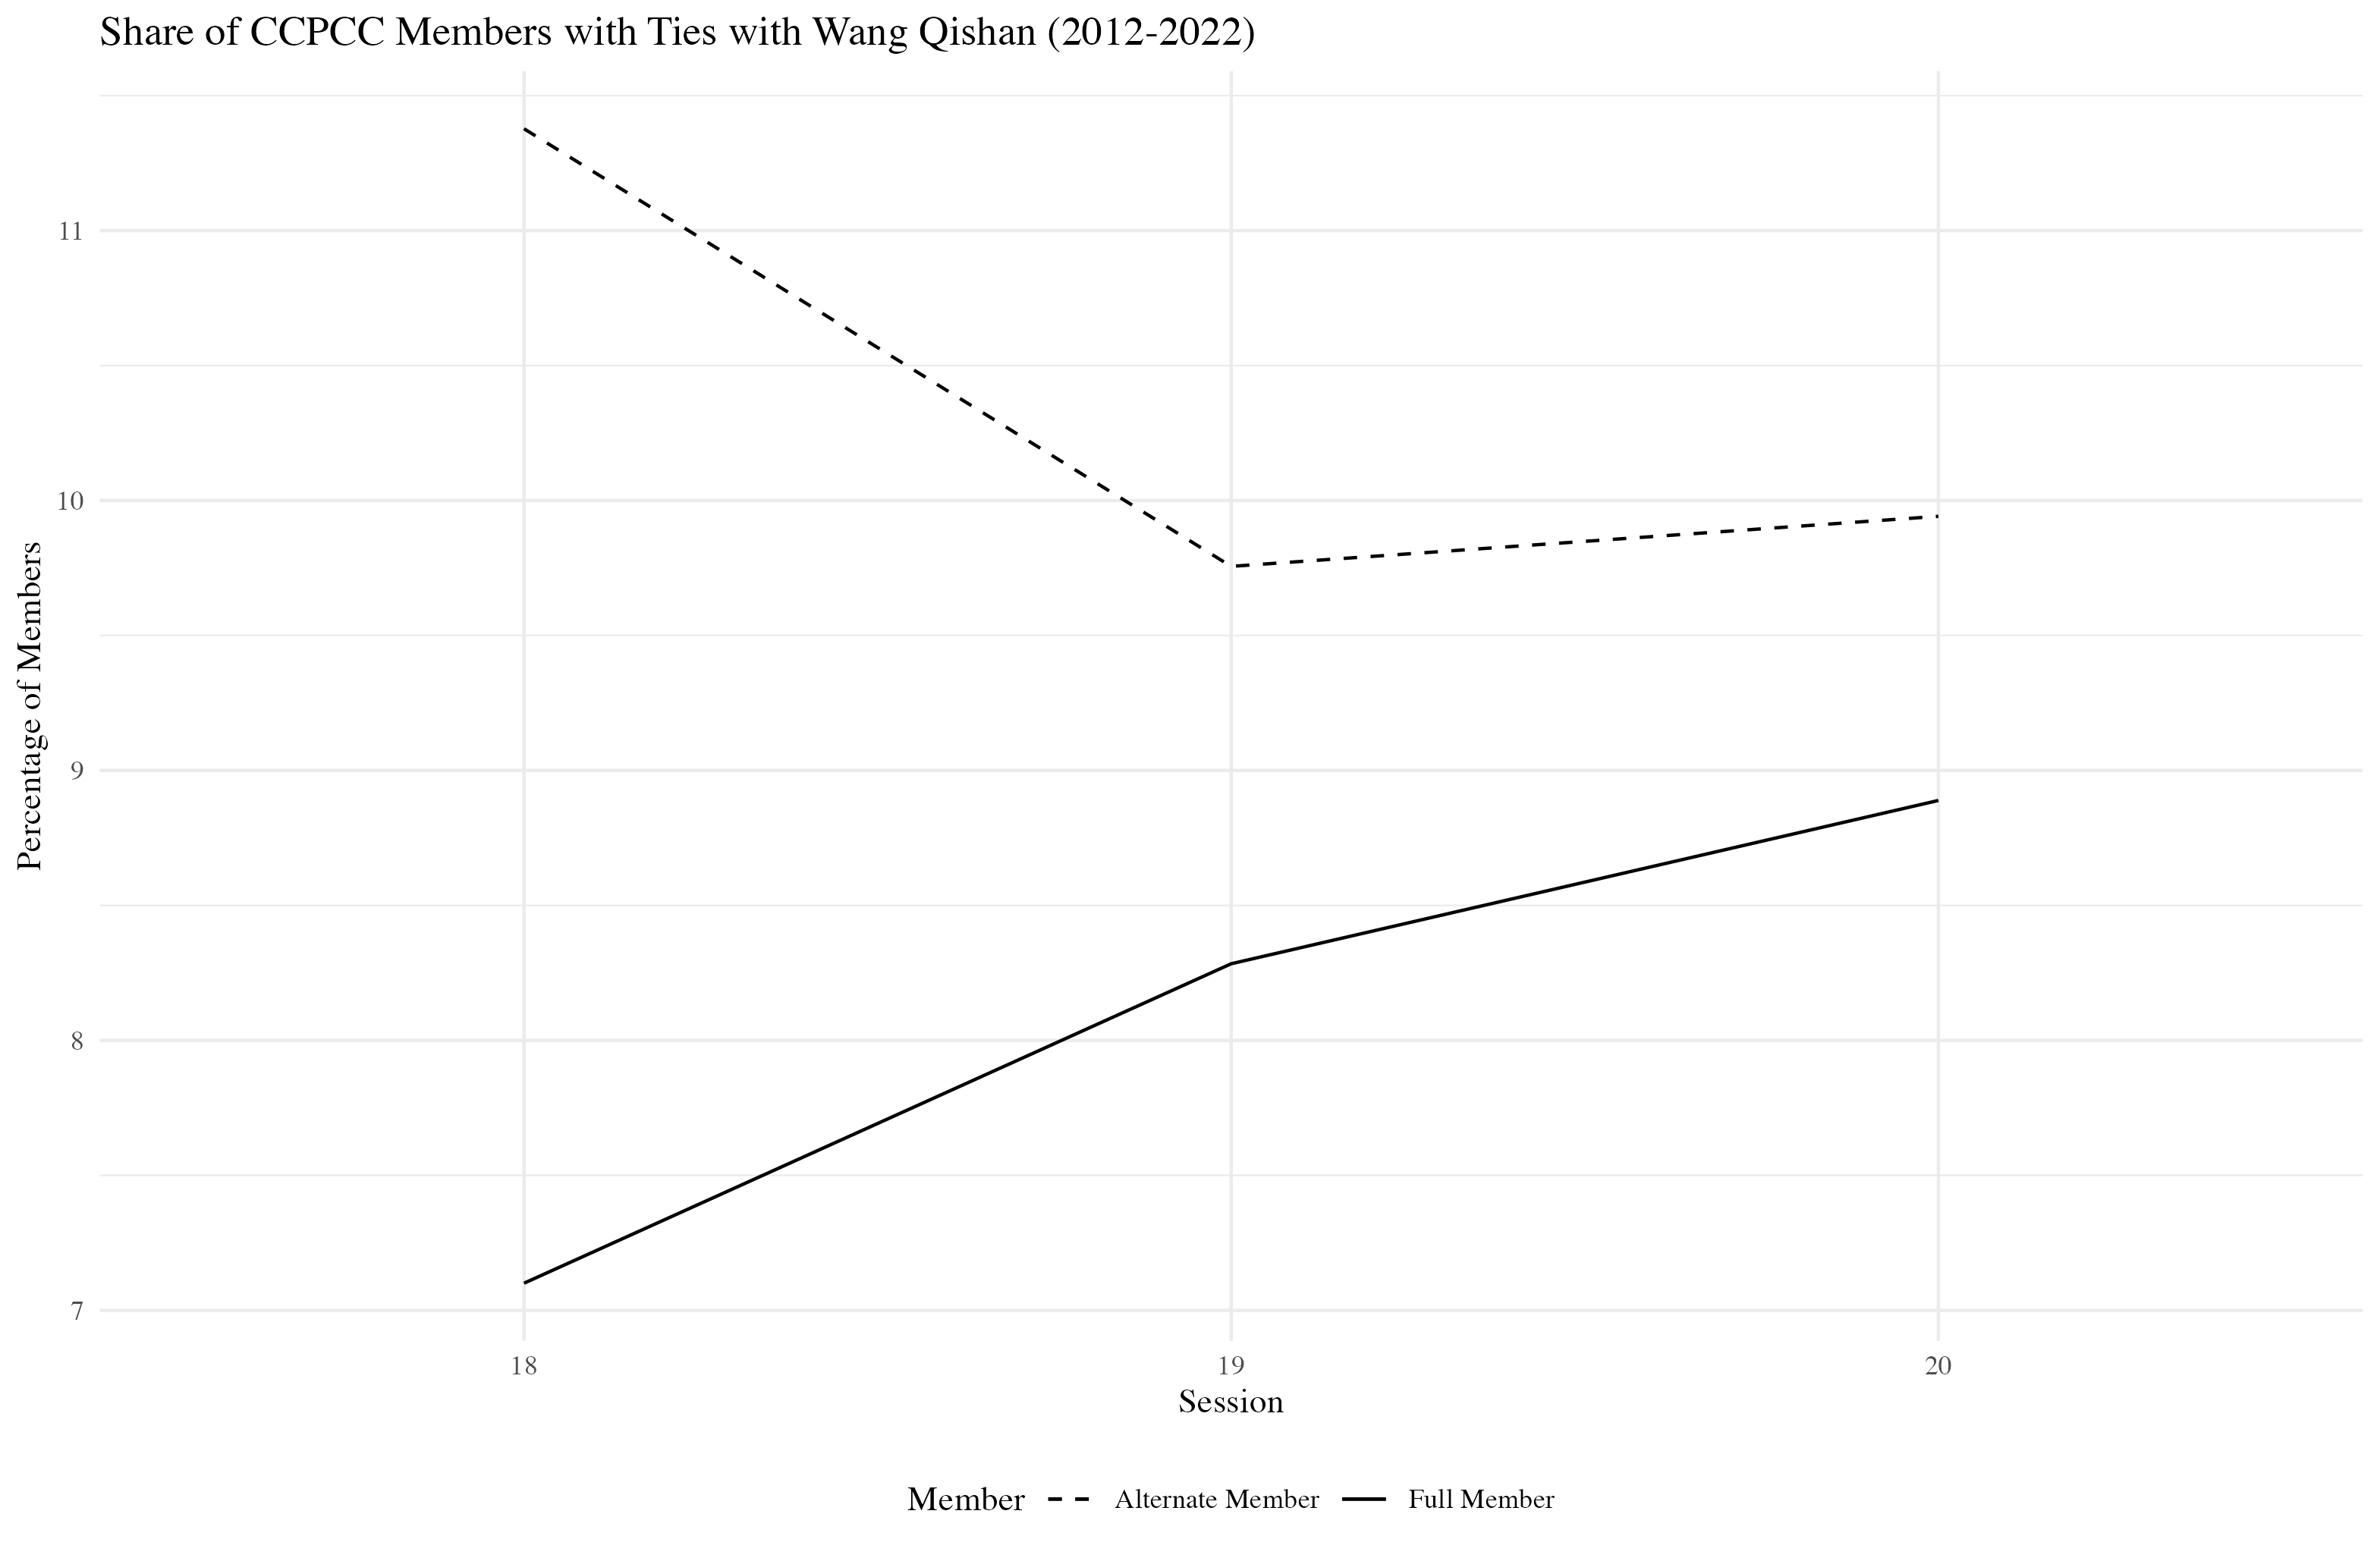 Share of CCPCC Members with Ties with Wang Qishan (2012-2022)
Percentage of Members
11
10
9
8
7
18 19 20
Session
Member Alternate Member Full Member